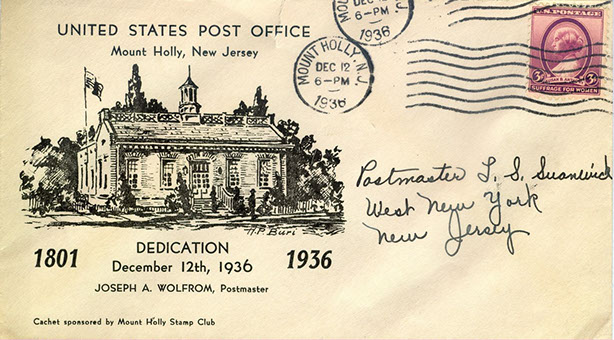 UNITED STATES POST OFFICE
Mount Holly, New Jersey
MOUNT HOLLY, N.J.
DEC 12
6-PM
1936
MOU N.J.
6-PM
1936
U.S. POSTAGE
3¢ 3¢
SUFFRAGE FOR WOMEN
Postmaster L. S.
West New York
New Jersey
H.P. Buri
1801
DEDICATION
December 12th, 1936
1936
JOSEPH A. WOLFROM, Postmaster
Cachet sponsored by Mount Holly Stamp Club